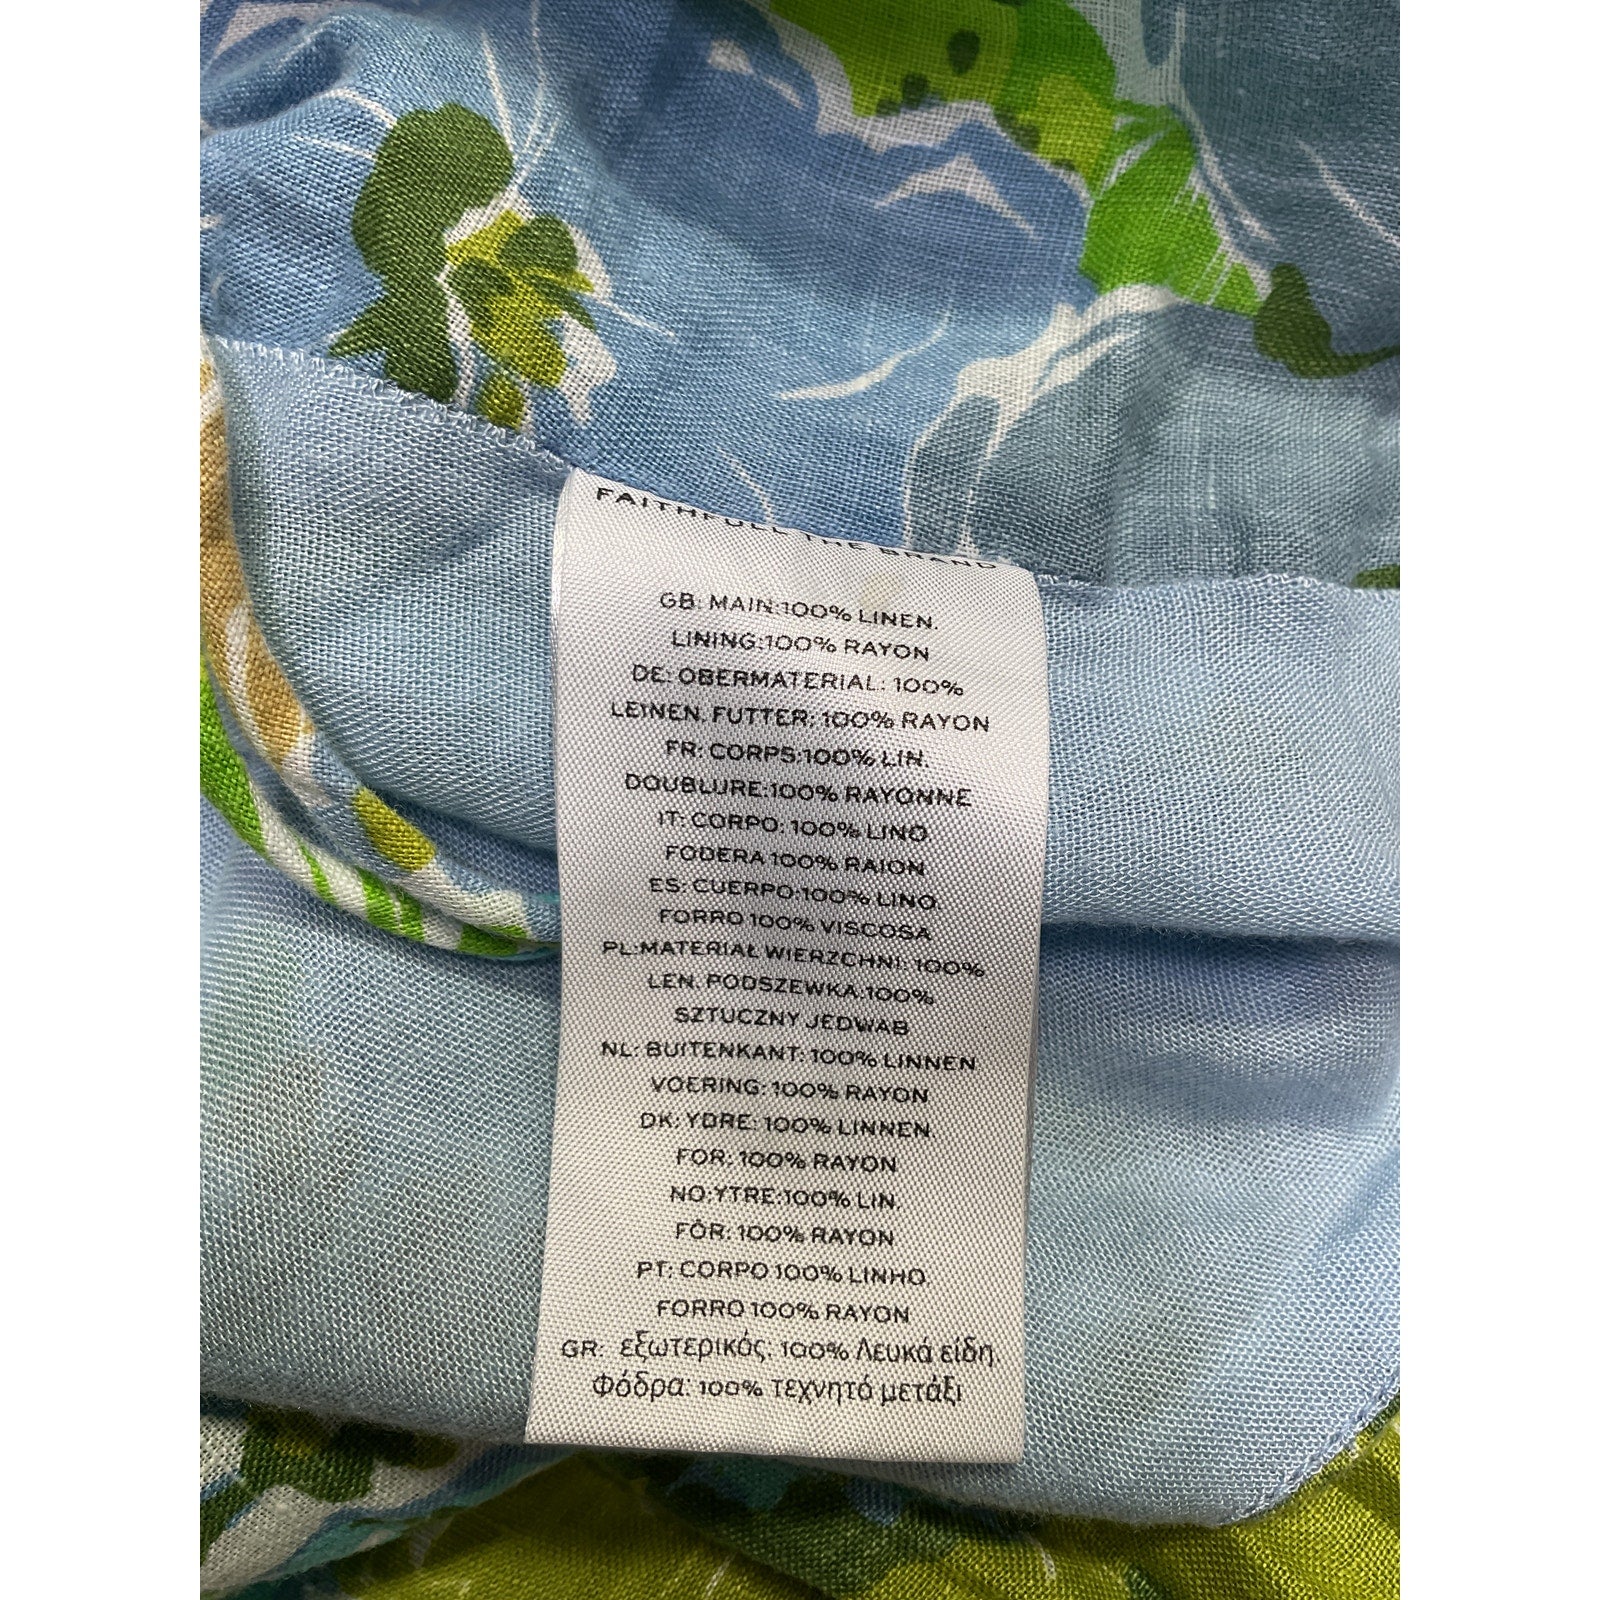 FAITHFULL THE BRAND
GB: MAIN:100% LINEN.
LINING:100% RAYON
DE: OBERMATERIAL: 100%
LEINEN. FUTTER: 100% RAYON
FR: CORPS:100% LIN.
DOUBLURE:100% RAYONNE
IT: CORPO: 100% LINO
FODERA 100% RAION
ES: CUERPO:100% LINO.
FORRO 100% VISCOSA
PL:MATERIAŁ WIERZCHNI: 100%
LEN. PODSZEWKA:100%
SZTUCZNY JEDWAB
NL: BUITENKANT: 100% LINNEN
VOERING: 100% RAYON
DK: YDRE: 100% LINNEN.
FOR: 100% RAYON
NO:YTRE:100% LIN.
FÔR: 100% RAYON
PT: CORPO 100% LINHO
FORRO 100% RAYON
GR: εξωτερικός: 100% Λευκά είδη.
Φόδρα: 100% τεχνητό μετάξι